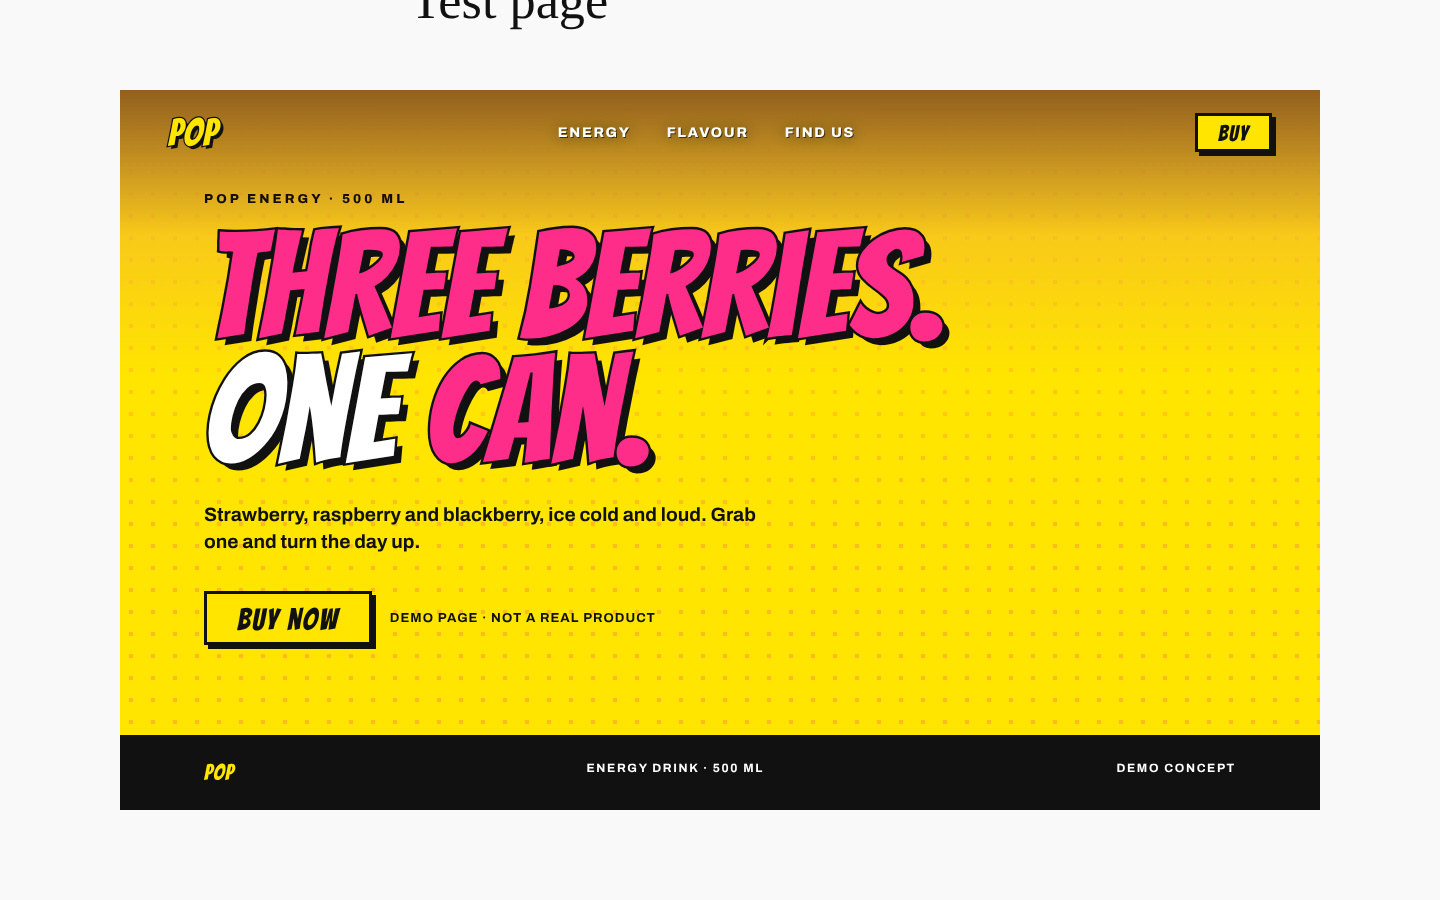 Test page
POP
ENERGY FLAVOUR FIND US
BUY
POP ENERGY · 500 ML
THREE BERRIES.
ONE CAN.
Strawberry, raspberry and blackberry, ice cold and loud. Grab
one and turn the day up.
BUY NOW
DEMO PAGE · NOT A REAL PRODUCT
POP
ENERGY DRINK · 500 ML
DEMO CONCEPT